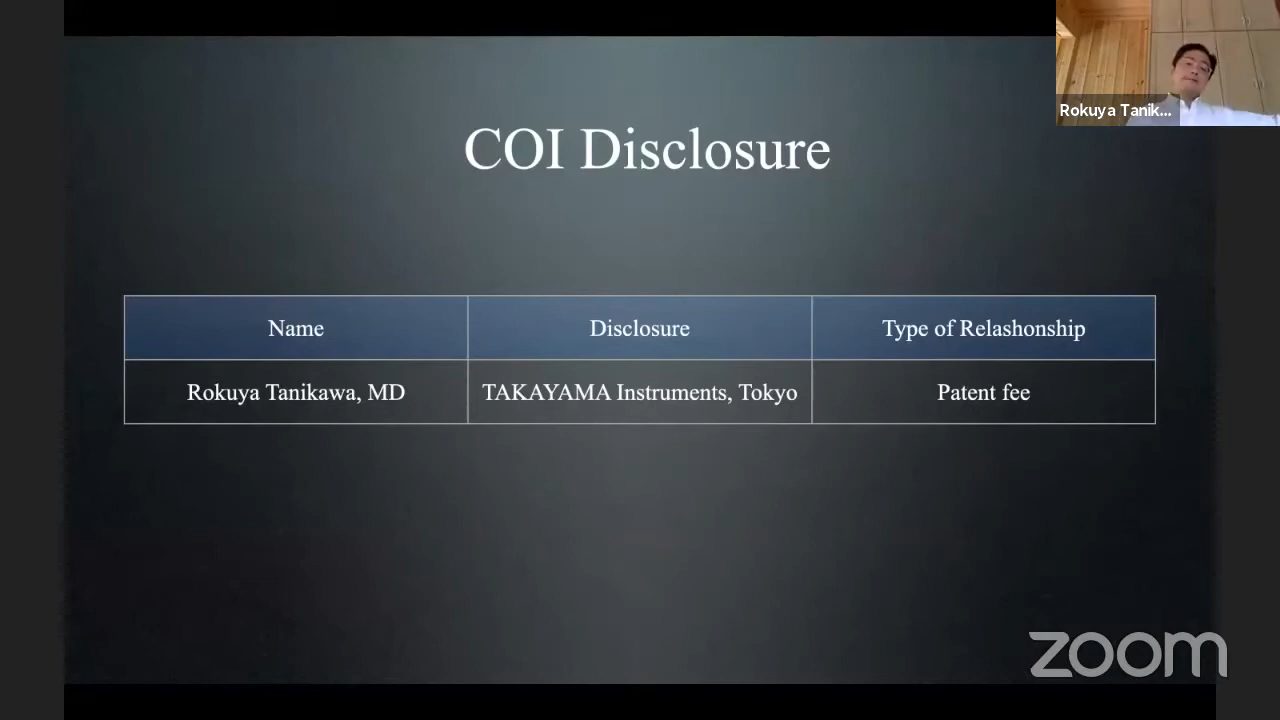 Rokuya Tanik...
COI Disclosure
Name
Disclosure
Type of Relashonship
Rokuya Tanikawa, MD
TAKAYAMA Instruments, Tokyo
Patent fee
zoom